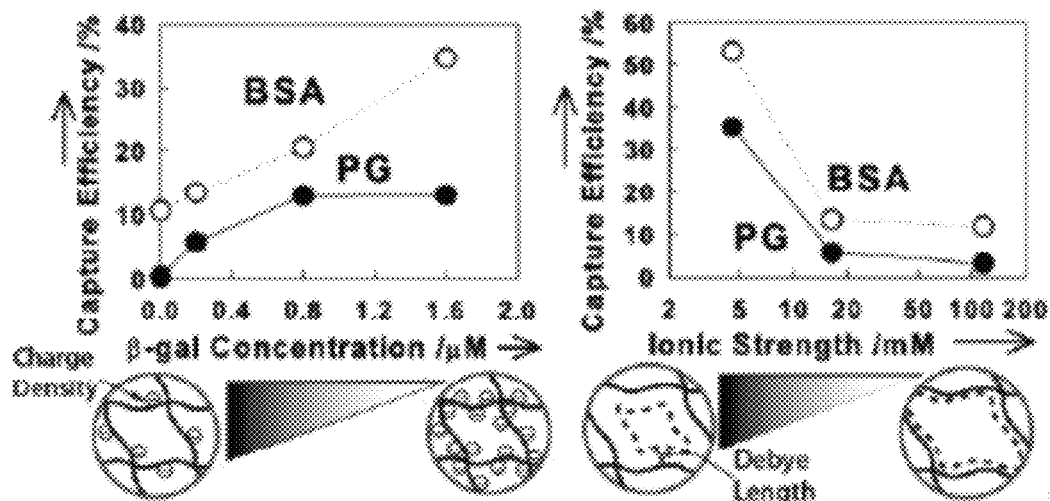 Capture Efficiency /%
40
30
20
10
0
BSA
PG
0.0 0.4 0.8 1.2 1.6 2.0
β-gal Concentration /μM
Charge
Density
Capture Efficiency /%
60
50
40
30
20
10
0
BSA
PG
2 5 10 20 50 100 200
Ionic Strength /mM
Debye
Length